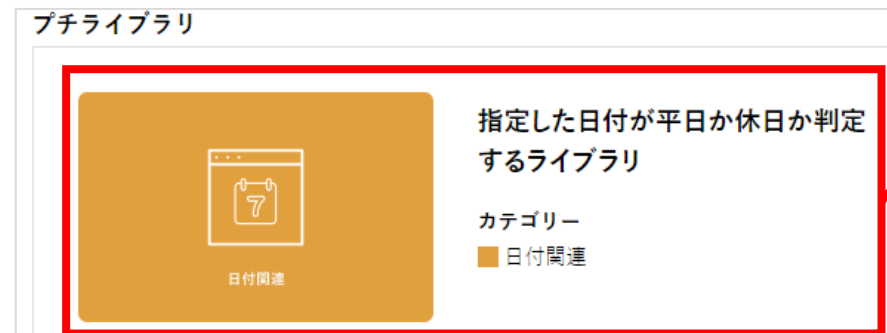 プチライブラリ
7
日付関連
指定した日付が平日か休日か判定
するライブラリ
カテゴリー
日付関連